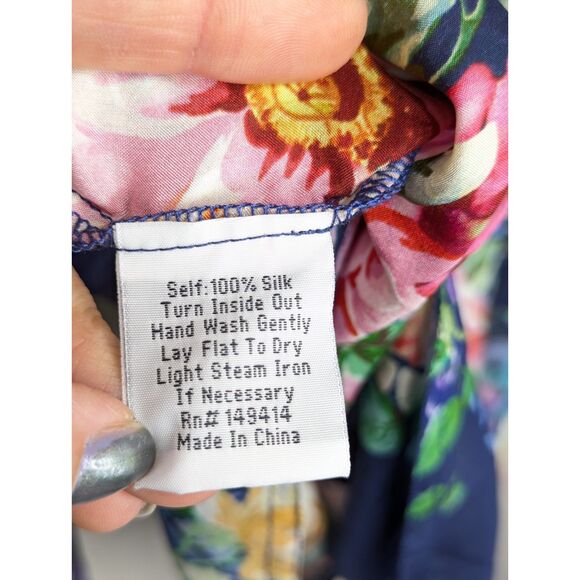 Self:100% Silk
Turn Inside Out
Hand Wash Gently
Lay Flat To Dry
Light Steam Iron
If Necessary
Rn# 149414
Made In China